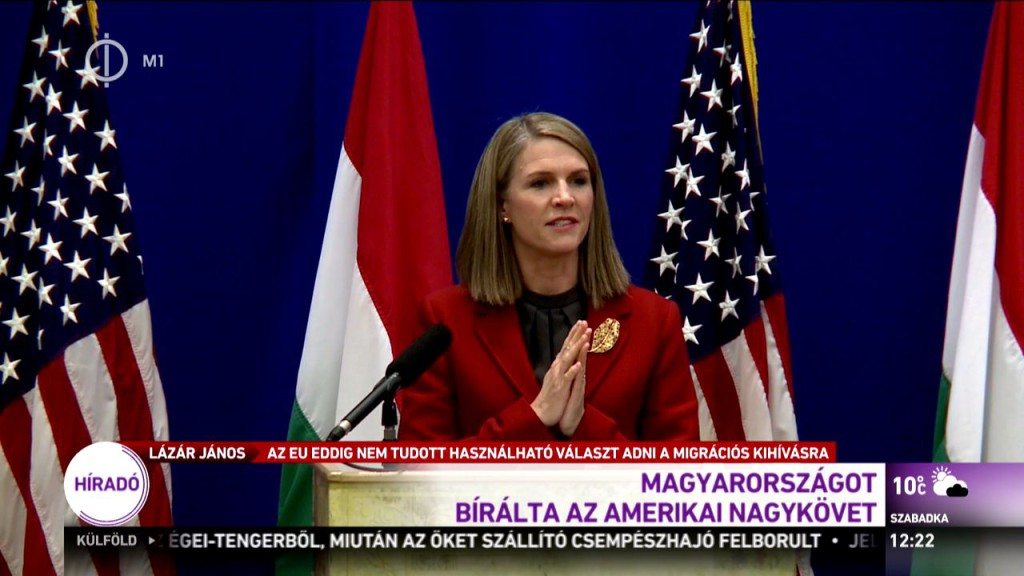 M1
LÁZÁR JÁNOS ► AZ EU EDDIG NEM TUDOTT HASZNÁLHATÓ VÁLASZT ADNI A MIGRÁCIÓS KIHÍVÁSRA
HÍRADÓ
MAGYARORSZÁGOT
BÍRÁLTA AZ AMERIKAI NAGYKÖVET
10°C
SZABADKA
KÜLFÖLD ► ÉGEI-TENGERBŐL, MIUTÁN AZ ŐKET SZÁLLÍTÓ CSEMPÉSZHAJÓ FELBORULT •
12:22